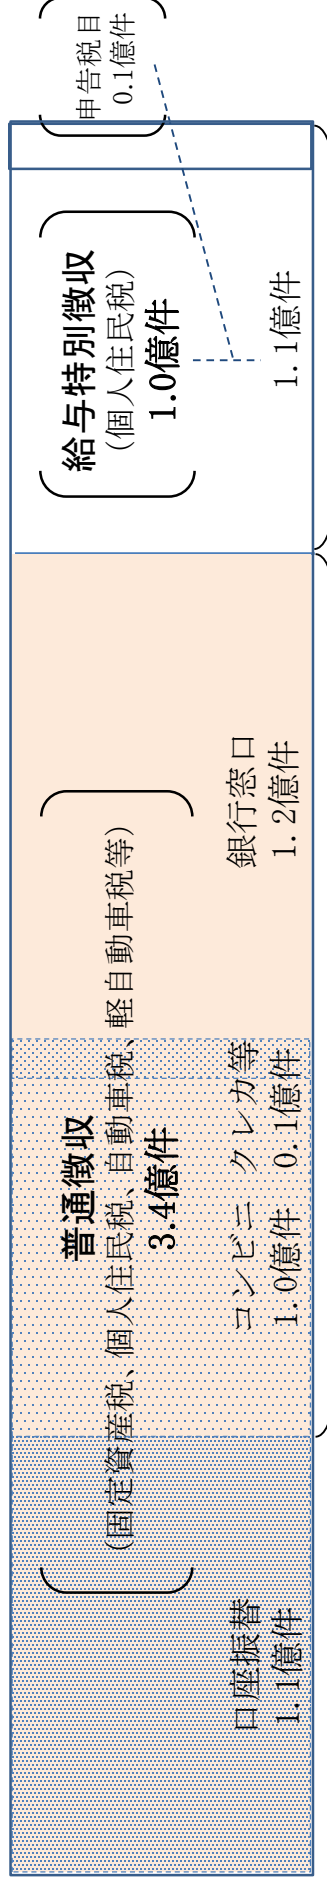 普通徴収
(固定資産税、個人住民税、自動車税、軽自動車税等)
3.4億件
給与特別徴収
(個人住民税)
1.0億件
申告税目
0.1億件
口座振替
1.1億件
コンビニ
1.0億件
クレカ等
0.1億件
銀行窓口
1.2億件
1.1億件